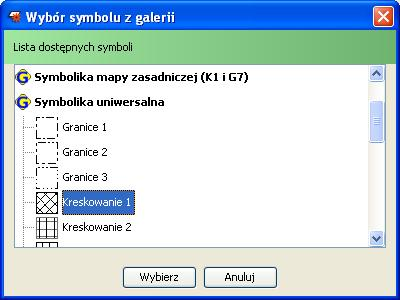 Wybór symbolu z galerii
Lista dostępnych symboli
Symbolika mapy zasadniczej (K1 i G7)
Symbolika uniwersalna
Granice 1
Granice 2
Granice 3
Kreskowanie 1
Kreskowanie 2
Wybierz
Anuluj